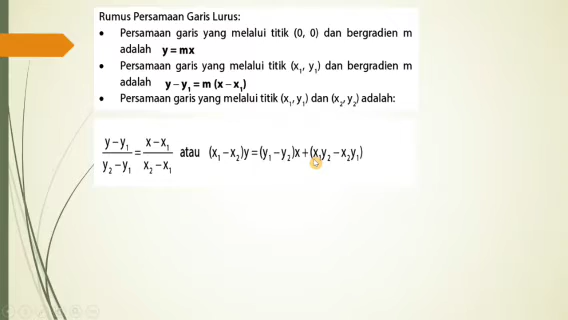 Rumus Persamaan Garis Lurus:
• Persamaan garis yang melalui titik (0, 0) dan bergradien m
adalah y = mx
• Persamaan garis yang melalui titik (x₁, y₁) dan bergradien m
adalah y – y₁ = m (x – x₁)
• Persamaan garis yang melalui titik (x₁, y₁) dan (x₂, y₂) adalah:
(y – y₁)/(y₂ – y₁) = (x – x₁)/(x₂ – x₁) atau (x₁ – x₂)y = (y₁ – y₂)x + (x₁y₂ – x₂y₁)